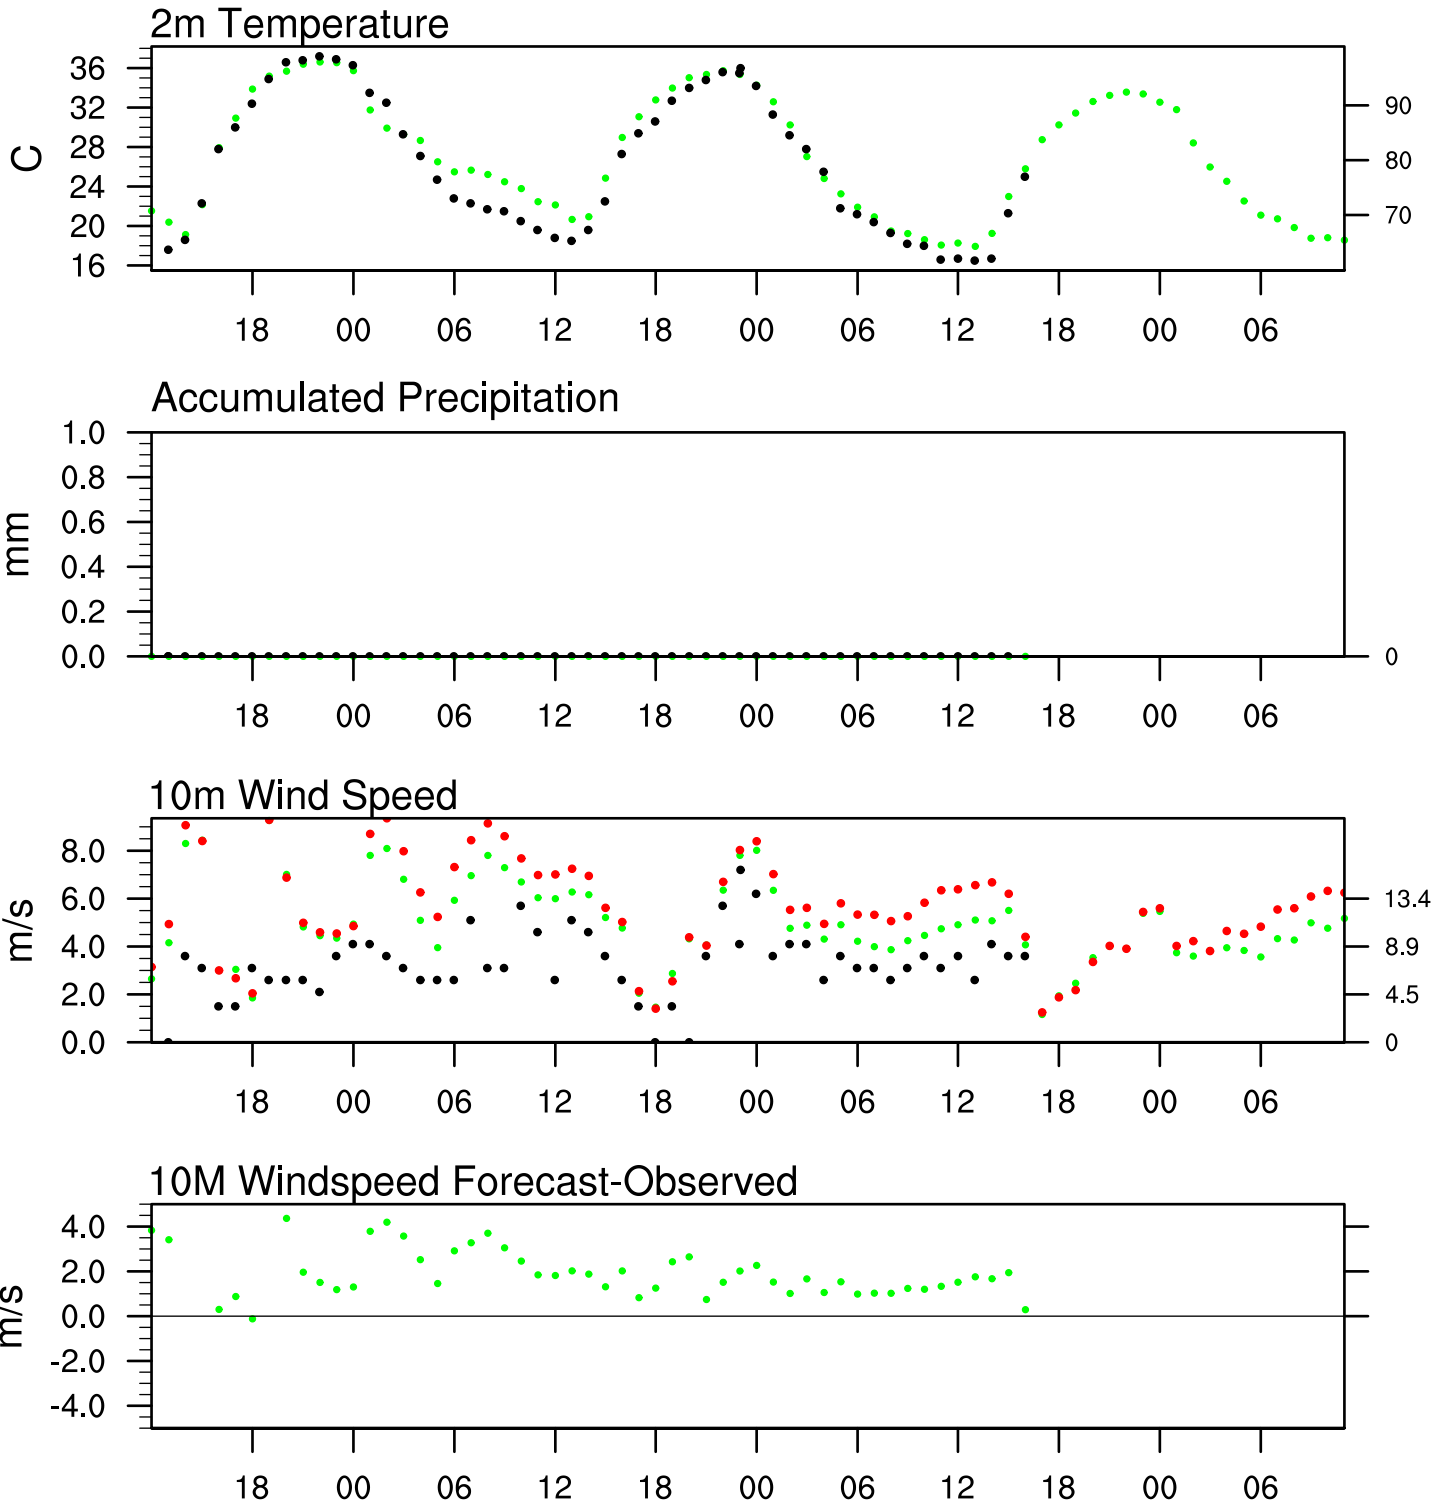 2m Temperature
36
32
28
24
20
16
C
90
80
70
18 00 06 12 18 00 06 12 18 00 06
Accumulated Precipitation
1.0
0.8
0.6
0.4
0.2
0.0
mm
0
18 00 06 12 18 00 06 12 18 00 06
10m Wind Speed
8.0
6.0
4.0
2.0
0.0
m/s
13.4
8.9
4.5
0
18 00 06 12 18 00 06 12 18 00 06
10M Windspeed Forecast-Observed
4.0
2.0
0.0
-2.0
-4.0
m/s
18 00 06 12 18 00 06 12 18 00 06